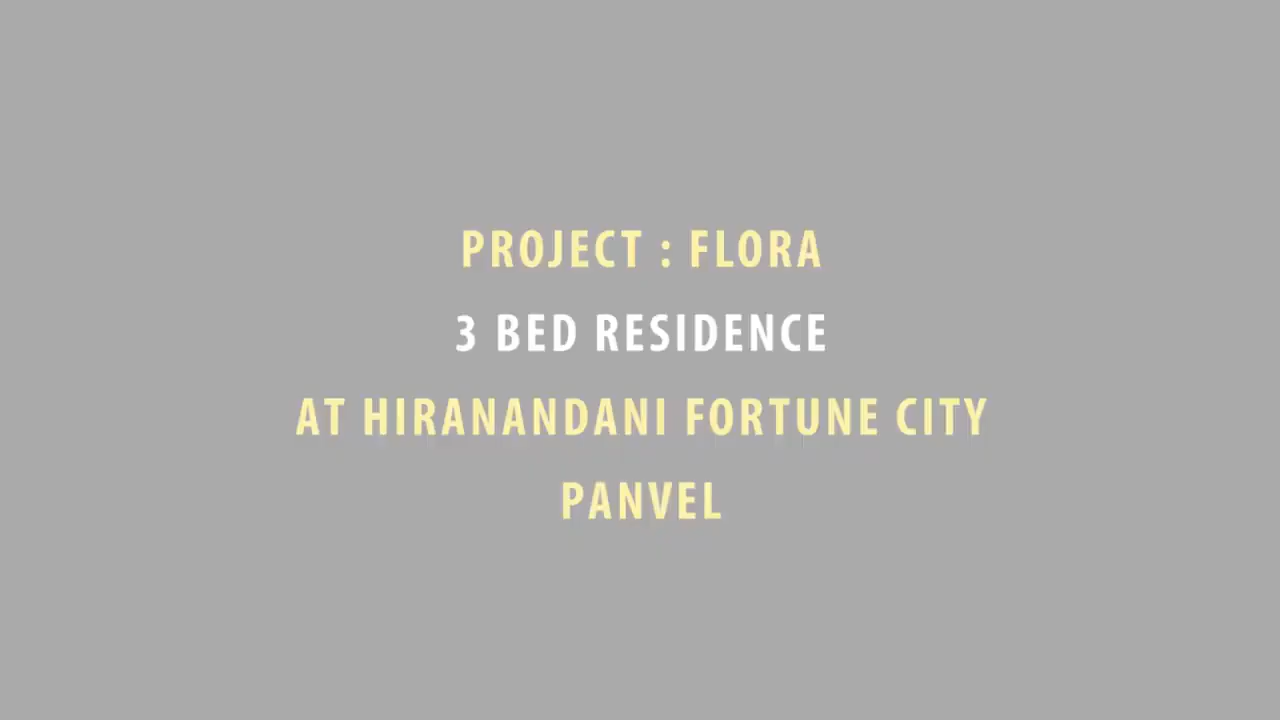 PROJECT : FLORA
3 BED RESIDENCE
AT HIRANANDANI FORTUNE CITY
PANVEL